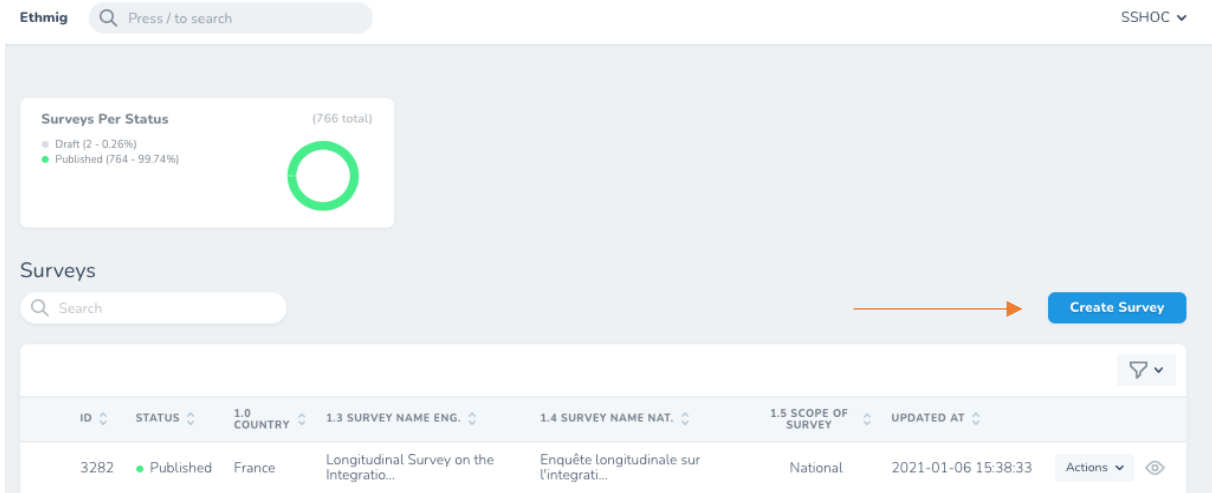 Ethmig
Press / to search
SSHOC
Surveys Per Status
(766 total)
Draft (2 - 0.26%)
Published (764 - 99.74%)
Surveys
Search
Create Survey
ID
STATUS
1.0
COUNTRY
1.3 SURVEY NAME ENG.
1.4 SURVEY NAME NAT.
1.5 SCOPE OF
SURVEY
UPDATED AT
3282
Published
France
Longitudinal Survey on the
Integratio...
Enquête longitudinale sur
l'integrati...
National
2021-01-06 15:38:33
Actions